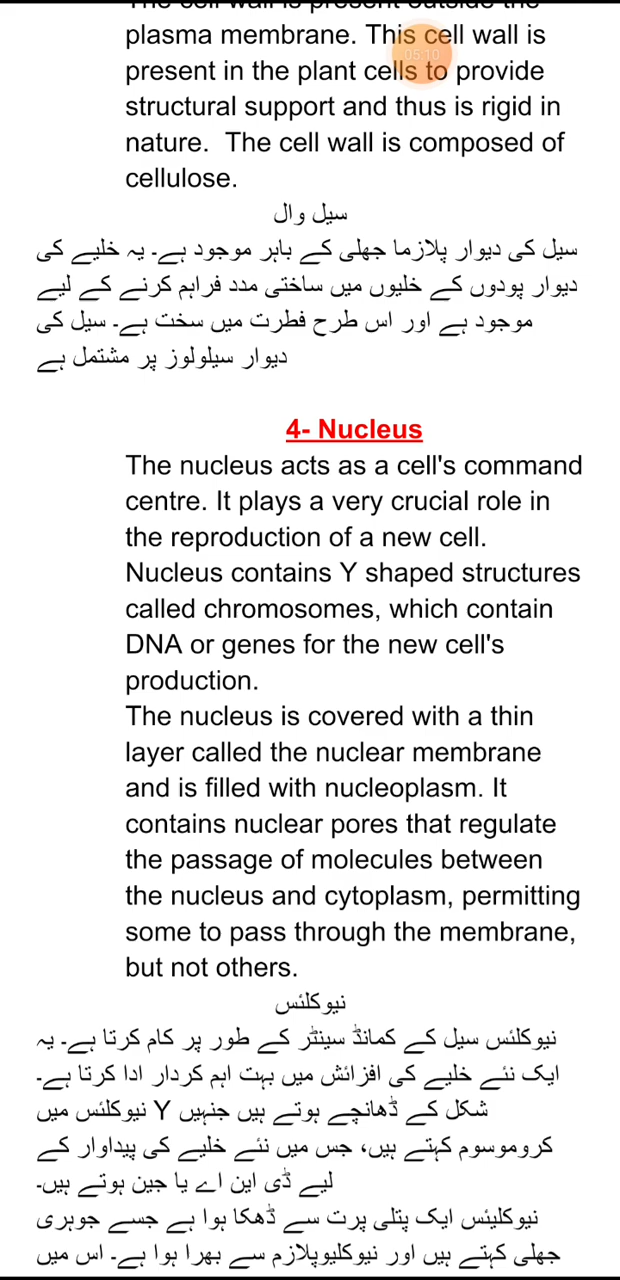 The cell wall is present outside the
plasma membrane. This cell wall is
present in the plant cells to provide
structural support and thus is rigid in
nature.  The cell wall is composed of
cellulose.
سیل وال
سیل کی دیوار پلازما جھلی کے باہر موجود ہے۔ یہ خلیے کی
دیوار پودوں کے خلیوں میں ساختی مدد فراہم کرنے کے لیے
موجود ہے اور اس طرح فطرت میں سخت ہے۔ سیل کی
دیوار سیلولوز پر مشتمل ہے
4- Nucleus
The nucleus acts as a cell's command
centre. It plays a very crucial role in
the reproduction of a new cell.
Nucleus contains Y shaped structures
called chromosomes, which contain
DNA or genes for the new cell's
production.
The nucleus is covered with a thin
layer called the nuclear membrane
and is filled with nucleoplasm. It
contains nuclear pores that regulate
the passage of molecules between
the nucleus and cytoplasm, permitting
some to pass through the membrane,
but not others.
نیوکلئس
نیوکلئس سیل کے کمانڈ سینٹر کے طور پر کام کرتا ہے۔ یہ
ایک نئے خلیے کی افزائش میں بہت اہم کردار ادا کرتا ہے۔
نیوکلئس میں Y شکل کے ڈھانچے ہوتے ہیں جنہیں
کروموسوم کہتے ہیں، جس میں نئے خلیے کی پیداوار کے
لیے ڈی این اے یا جین ہوتے ہیں۔
نیوکلیئس ایک پتلی پرت سے ڈھکا ہوا ہے جسے جوہری
جھلی کہتے ہیں اور نیوکلیوپلازم سے بھرا ہوا ہے۔ اس میں
05:10